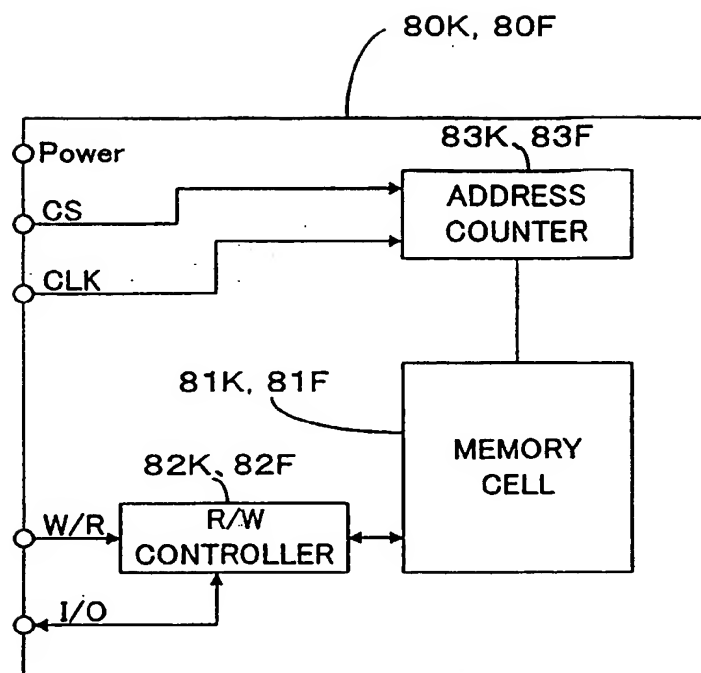 80K, 80F
Power
83K, 83F
CS
ADDRESS
COUNTER
CLK
81K, 81F
MEMORY
CELL
82K, 82F
W/R
R/W
CONTROLLER
I/O